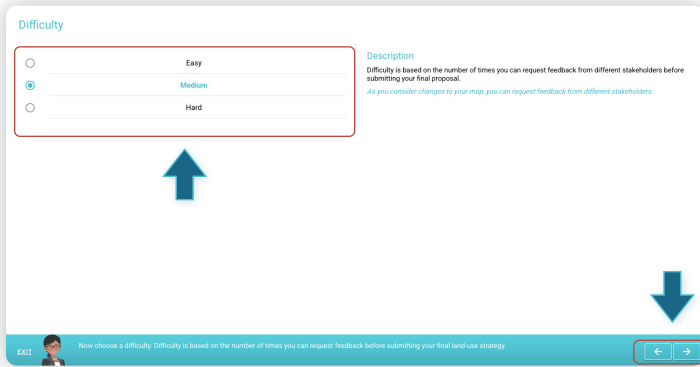 Difficulty
Easy
Medium
Hard
Description
Difficulty is based on the number of times you can request feedback from different stakeholders before
submitting your final proposal.
As you consider changes to your map, you can request feedback from different stakeholders.
EXIT
Now choose a difficulty. Difficulty is based on the number of times you can request feedback before submitting your final land-use strategy.